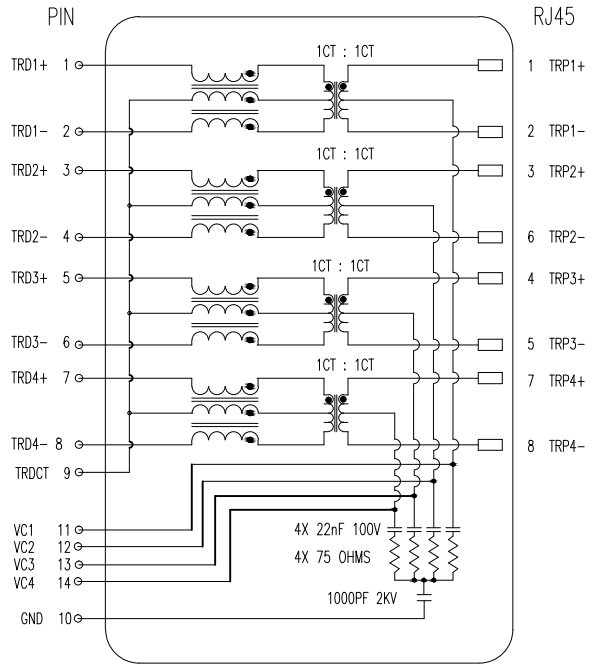 PIN RJ45
1CT : 1CT
TRD1+ 1 1 TRP1+
TRD1- 2 2 TRP1-
1CT : 1CT
TRD2+ 3 3 TRP2+
TRD2- 4 6 TRP2-
1CT : 1CT
TRD3+ 5 4 TRP3+
TRD3- 6 5 TRP3-
1CT : 1CT
TRD4+ 7 7 TRP4+
TRD4- 8 8 TRP4-
TRDCT 9
VC1 11 4X 22nF 100V
VC2 12
VC3 13 4X 75 OHMS
VC4 14
1000PF 2KV
GND 10